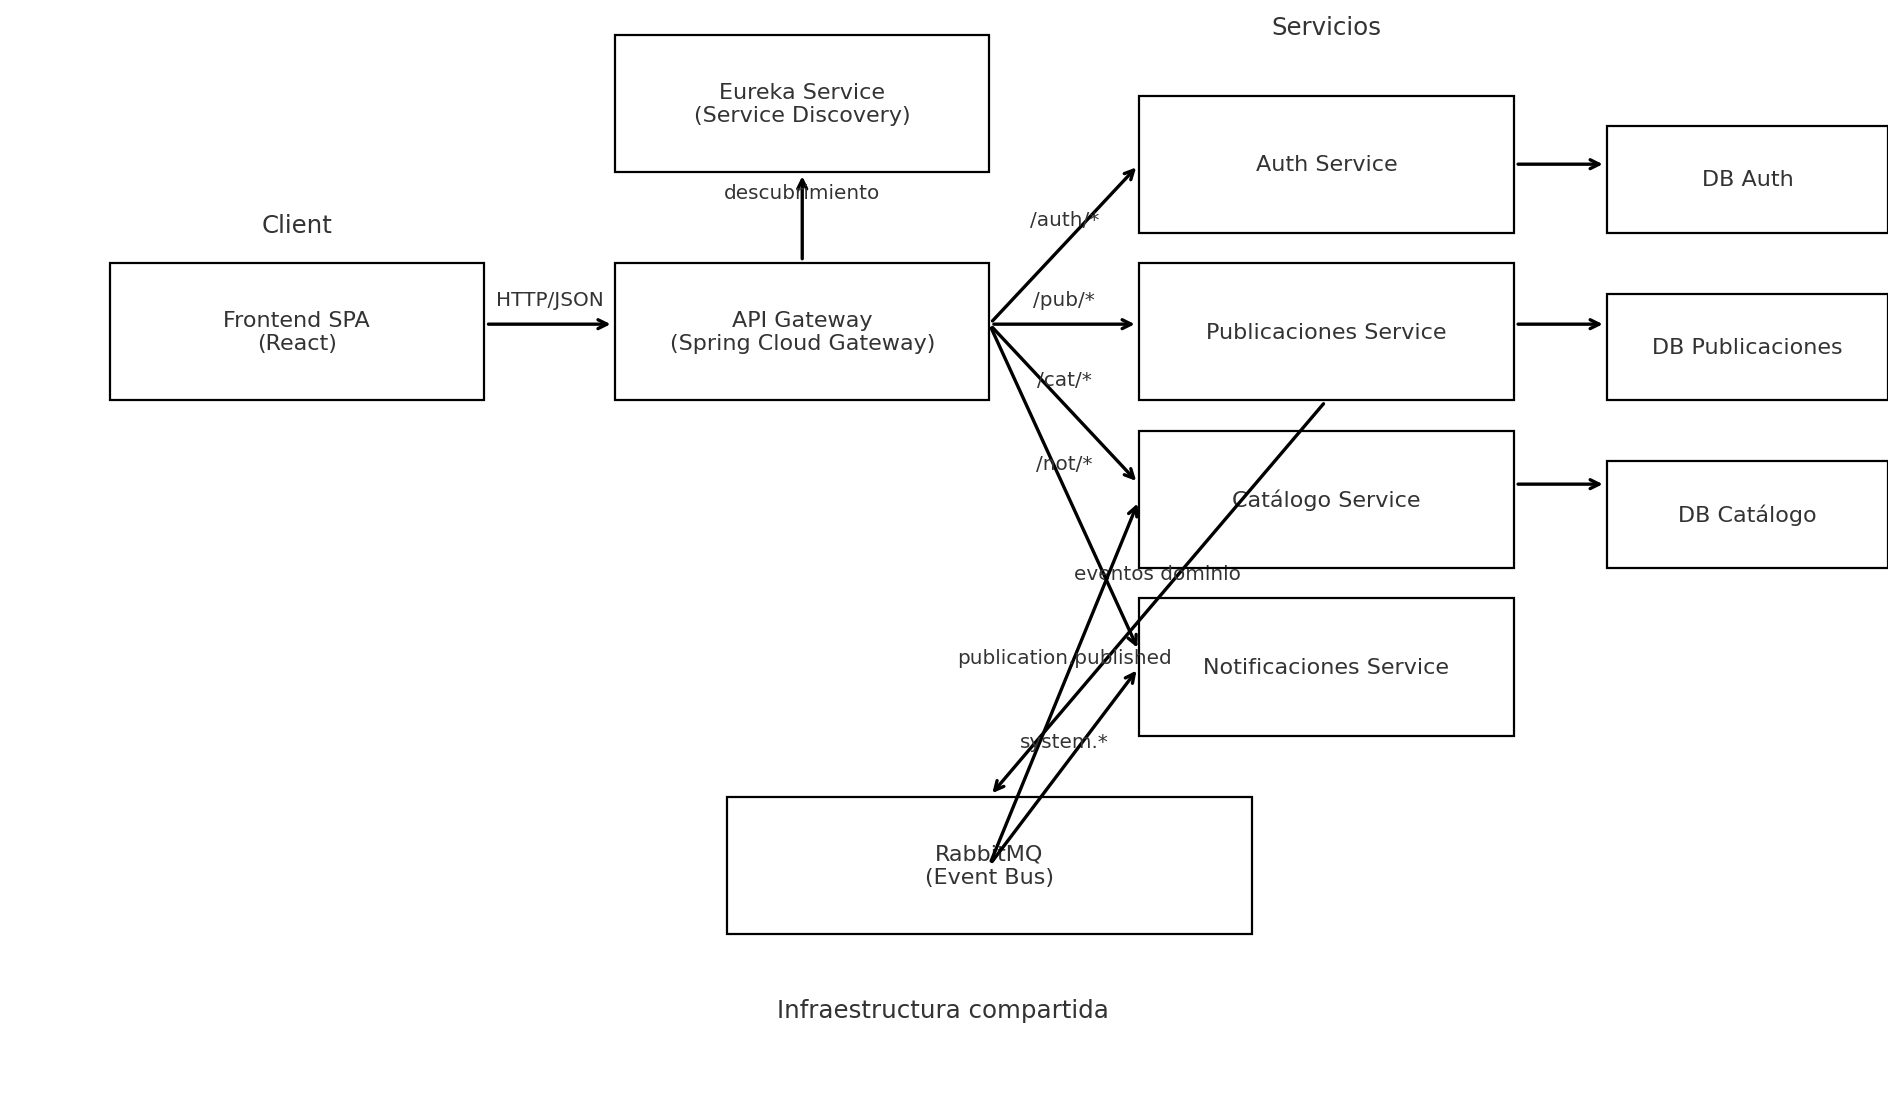 Servicios
Eureka Service
(Service Discovery)
Auth Service
DB Auth
descubrimiento
/auth/*
Client
HTTP/JSON
/pub/*
Frontend SPA
(React)
API Gateway
(Spring Cloud Gateway)
Publicaciones Service
DB Publicaciones
/cat/*
/not/*
Catálogo Service
DB Catálogo
eventos dominio
publication.published
Notificaciones Service
system.*
RabbitMQ
(Event Bus)
Infraestructura compartida